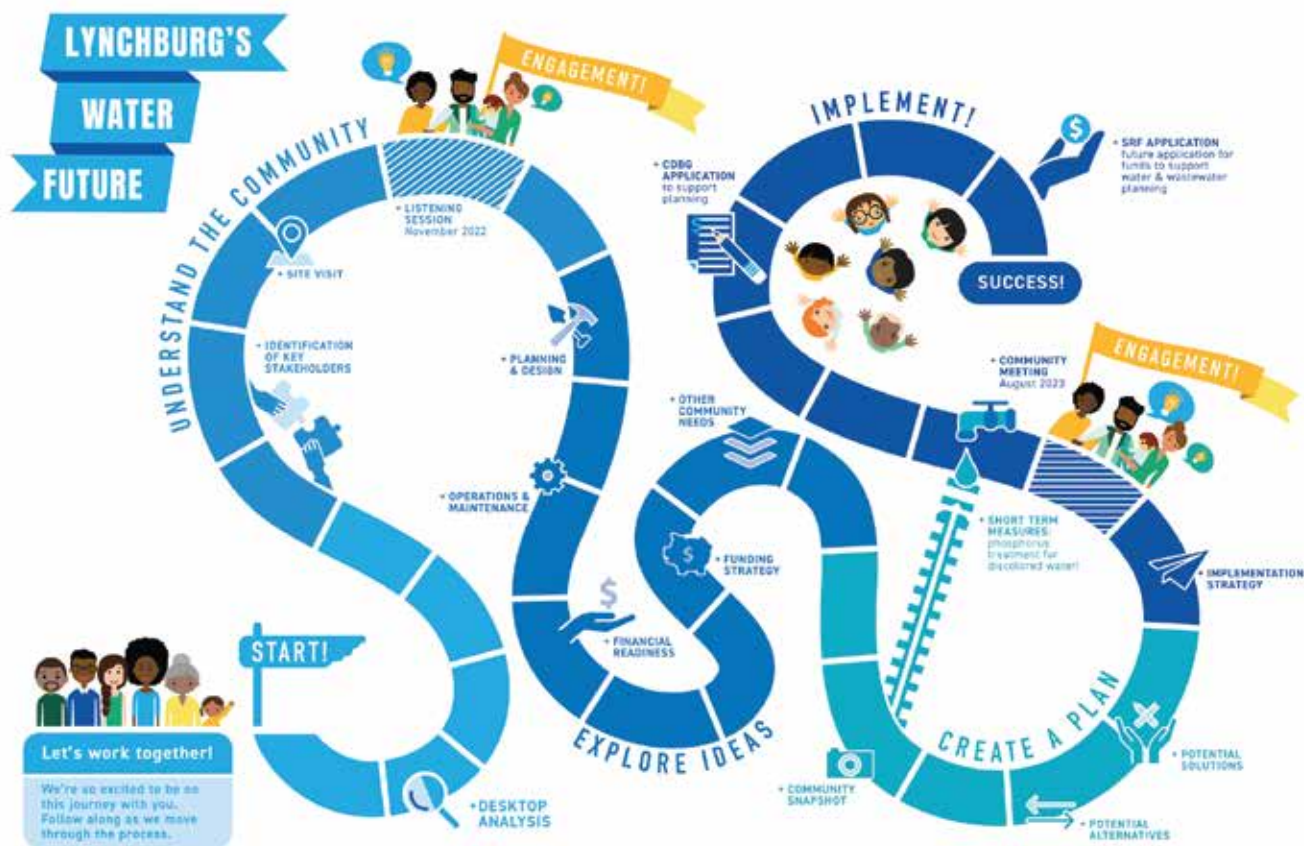 LYNCHBURG'S
WATER
FUTURE
ENGAGEMENT!
UNDERSTAND THE COMMUNITY
+ LISTENING
SESSION
November 2022
+ SITE VISIT
+ IDENTIFICATION
OF KEY
STAKEHOLDERS
+ PLANNING
& DESIGN
+ OPERATIONS &
MAINTENANCE
START!
Let's work together!
We're so excited to be on
this journey with you.
Follow along as we move
through the process.
+ DESKTOP
ANALYSIS
$
+ FINANCIAL
READINESS
EXPLORE IDEAS
$
+ FUNDING
STRATEGY
+ OTHER
COMMUNITY
NEEDS
IMPLEMENT!
+ CDBG
APPLICATION
to support
planning
$
+ SRF APPLICATION
future application for
funds to support
water & wastewater
planning
SUCCESS!
+ COMMUNITY
MEETING
August 2023
ENGAGEMENT!
+ SHORT TERM
MEASURES:
phosphorus
treatment for
discolored water!
+ IMPLEMENTATION
STRATEGY
CREATE A PLAN
+ POTENTIAL
SOLUTIONS
+ COMMUNITY
SNAPSHOT
+ POTENTIAL
ALTERNATIVES